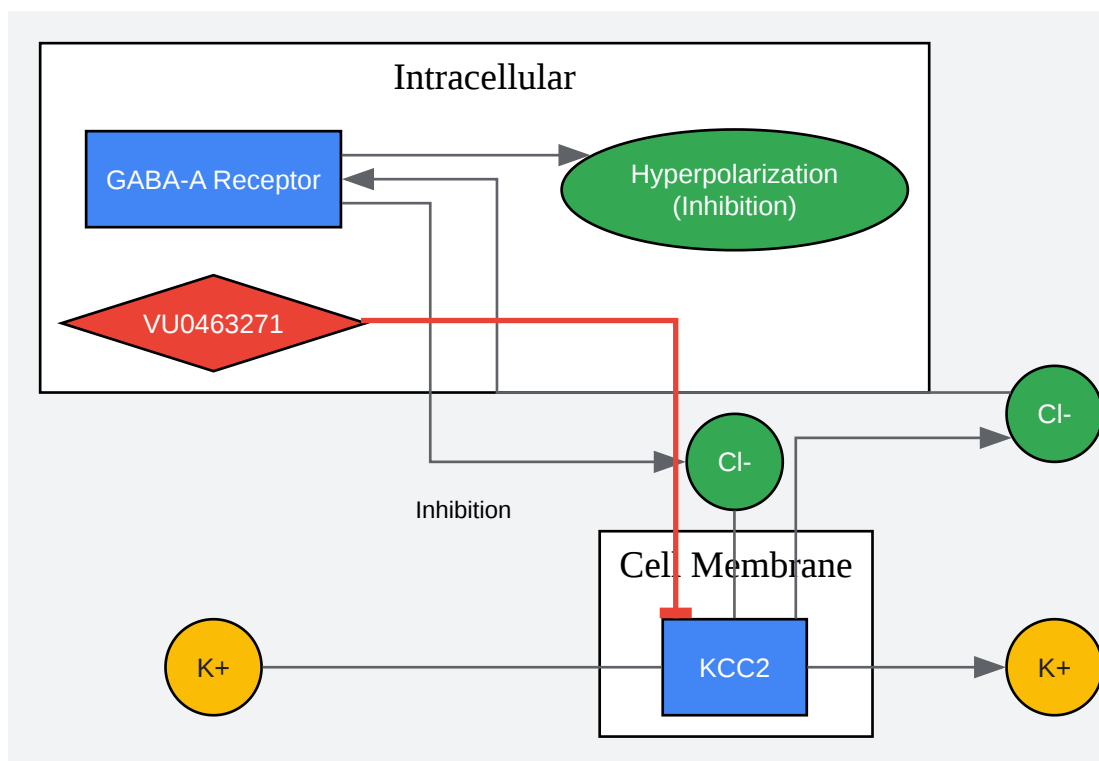 Intracellular
GABA-A Receptor
Hyperpolarization
(Inhibition)
VU0463271
Cl-
Cl-
Inhibition
Cell Membrane
K+
KCC2
K+